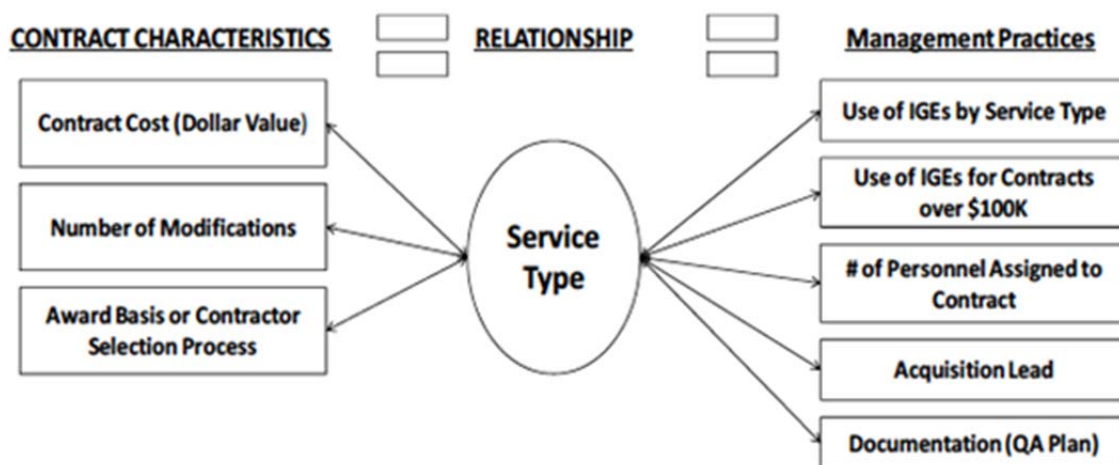 CONTRACT CHARACTERISTICS
RELATIONSHIP
Management Practices
Contract Cost (Dollar Value)
Number of Modifications
Award Basis or Contractor
Selection Process
Service
Type
Use of IGEs by Service Type
Use of IGEs for Contracts
over $100K
# of Personnel Assigned to
Contract
Acquisition Lead
Documentation (QA Plan)